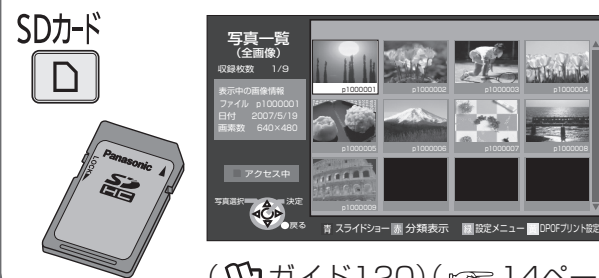 SDカード
Panasonic
LOCK
SD
HC
写真一覧
(全画像)
収録枚数 1/9
表示中の画像情報
ファイル p1000001
日付 2007/5/19
画素数 640×480
アクセス中
写真選択
決定
戻る
p1000001
p1000002
p1000003
p1000004
p1000005
p1000006
p1000007
p1000008
p1000009
青 スライドショー 赤 分類表示 緑 設定メニュー DPOFプリント設定
(ガイド120)(☞14ペー